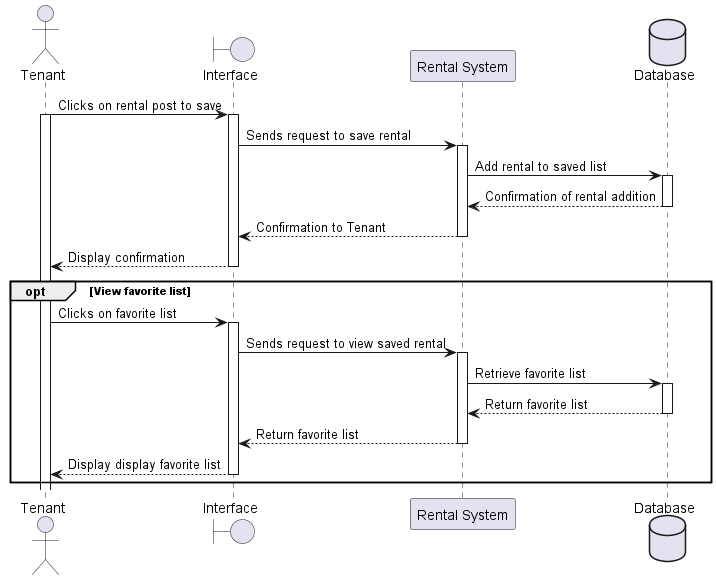 Tenant
Interface
Rental System
Database
Clicks on rental post to save
Sends request to save rental
Add rental to saved list
Confirmation of rental addition
Confirmation to Tenant
Display confirmation
opt [View favorite list]
Clicks on favorite list
Sends request to view saved rental
Retrieve favorite list
Return favorite list
Return favorite list
Display display favorite list
Tenant
Interface
Rental System
Database